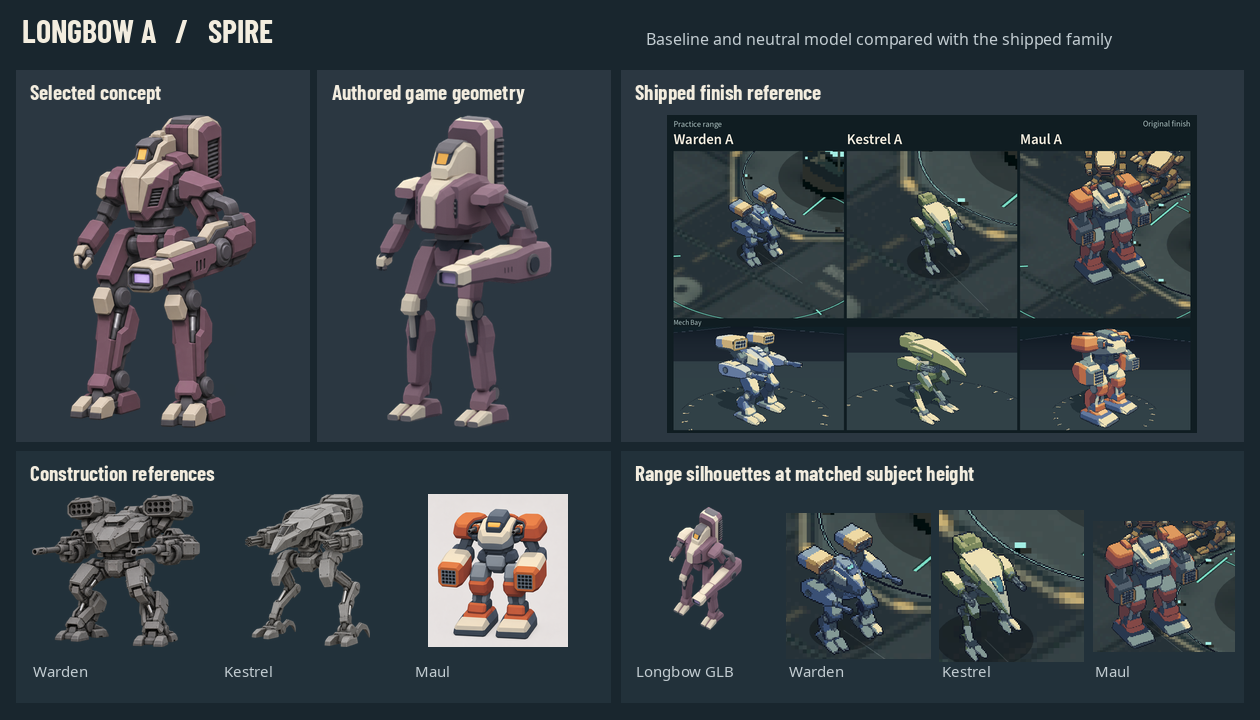 LONGBOW A / SPIRE
Baseline and neutral model compared with the shipped family
Selected concept
Authored game geometry
Shipped finish reference
Practice range
Original finish
Warden A
Kestrel A
Maul A
Mech Bay
Construction references
Warden
Kestrel
Maul
Range silhouettes at matched subject height
Longbow GLB
Warden
Kestrel
Maul